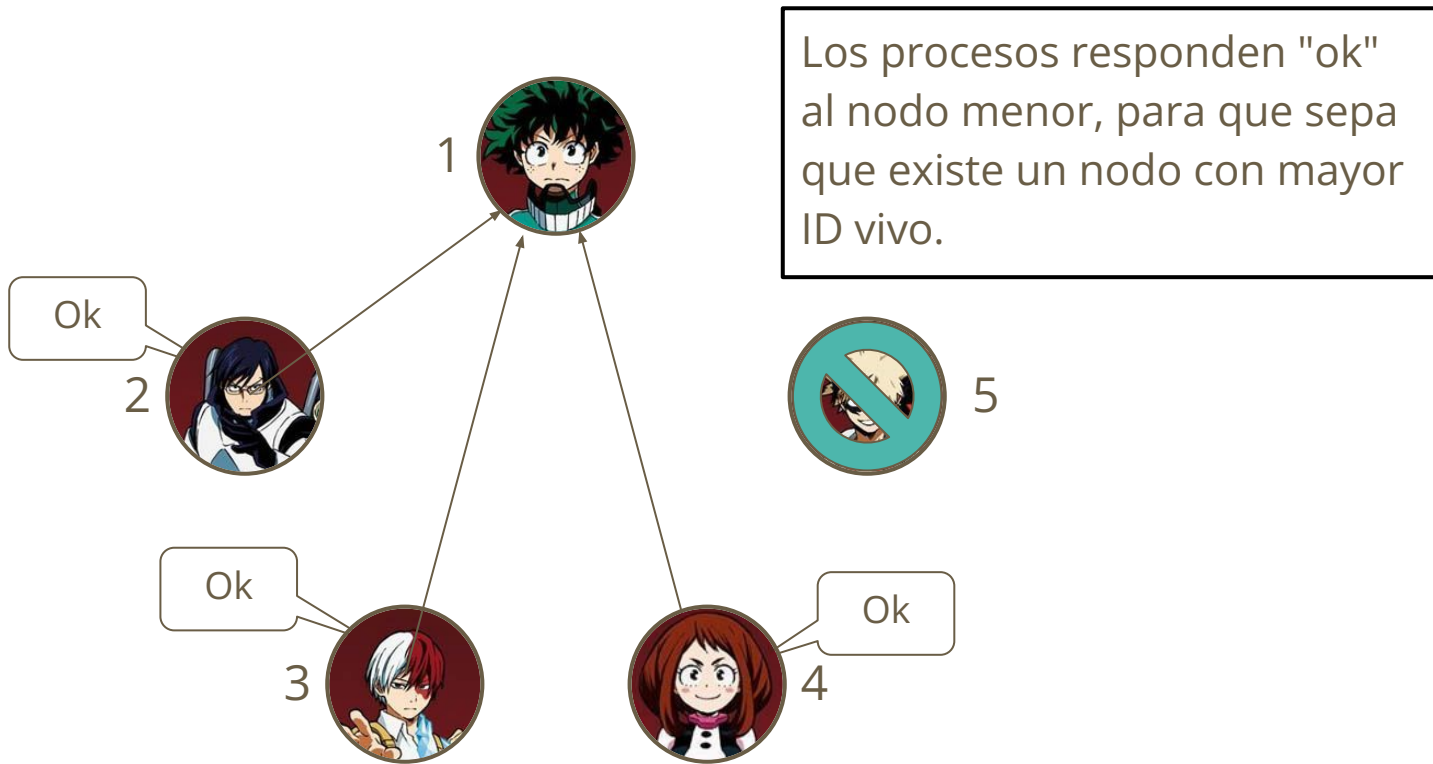 Los procesos responden "ok"
al nodo menor, para que sepa
que existe un nodo con mayor
ID vivo.
1
Ok
2
5
Ok
3
Ok
4